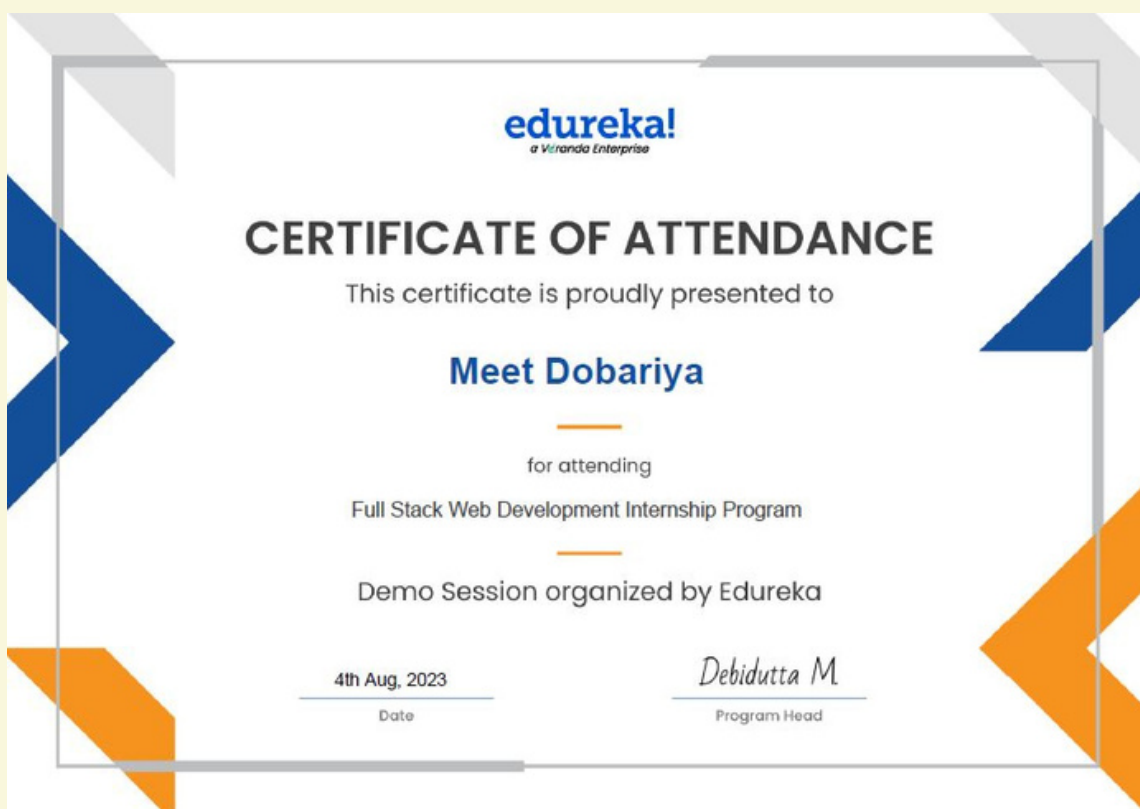 edureka!
a Veranda Enterprise
CERTIFICATE OF ATTENDANCE
This certificate is proudly presented to
Meet Dobariya
for attending
Full Stack Web Development Internship Program
Demo Session organized by Edureka
4th Aug, 2023
Debidutta M
Date
Program Head